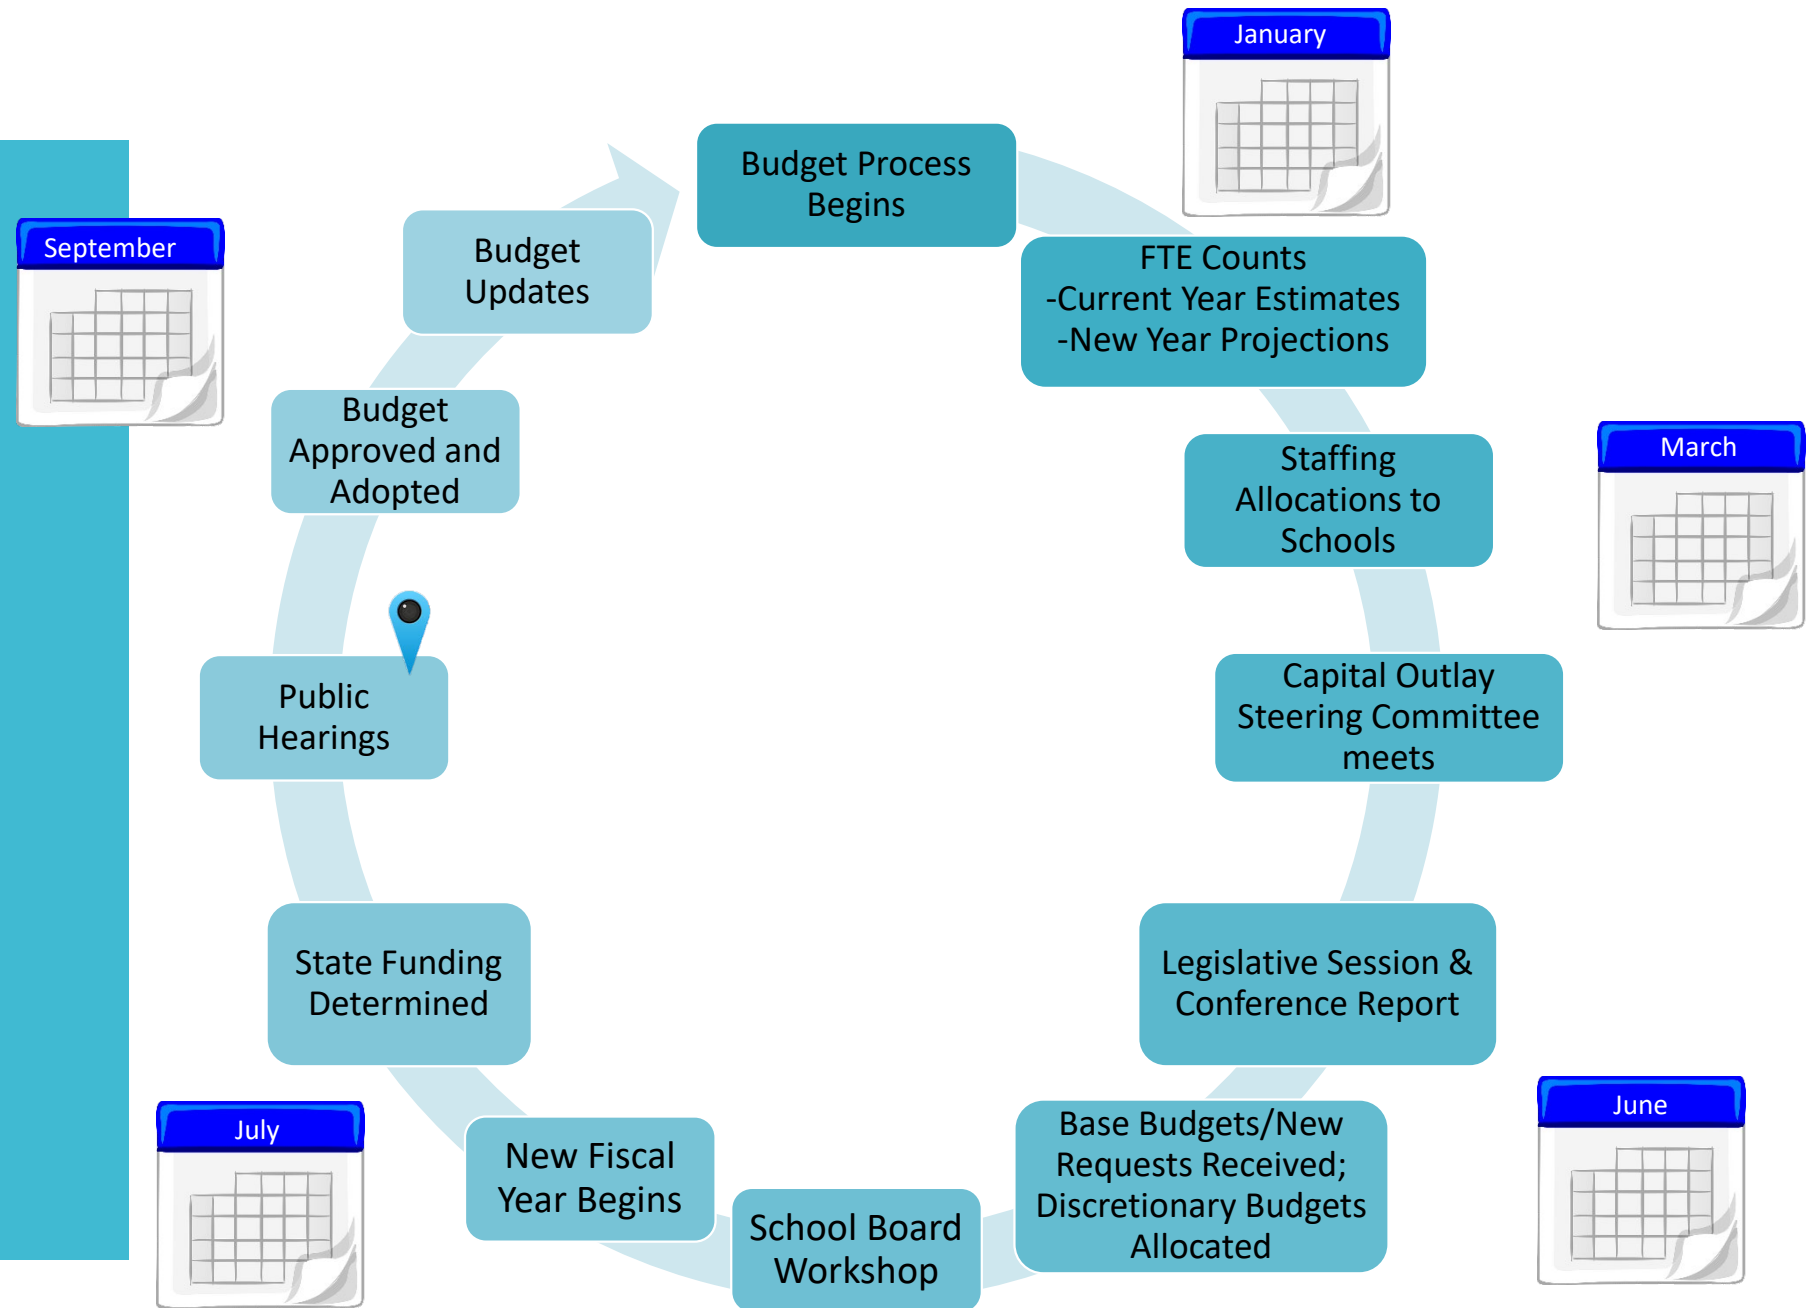 January
Budget Process
Begins
FTE Counts
-Current Year Estimates
-New Year Projections
March
Staffing
Allocations to
Schools
Capital Outlay
Steering Committee
meets
Legislative Session &
Conference Report
June
Base Budgets/New
Requests Received;
Discretionary Budgets
Allocated
School Board
Workshop
New Fiscal
Year Begins
July
State Funding
Determined
Public
Hearings
Budget
Approved and
Adopted
September
Budget
Updates